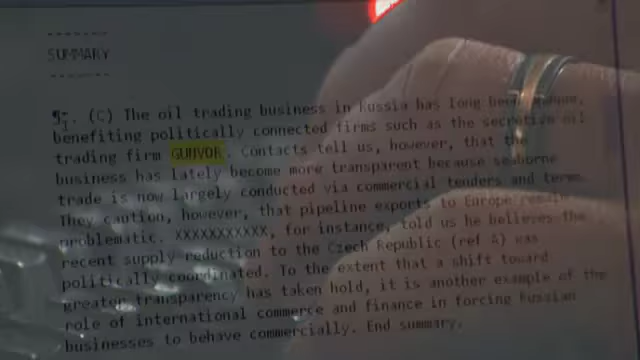 -------
SUMMARY
-------
(C) The oil trading business in Russia has long been opaque,
benefiting politically connected firms such as the secretive oil
trading firm GUNVOR. Contacts tell us, however, that the
business has lately become more transparent because seaborne
trade is now largely conducted via commercial tenders and term
They caution, however, that pipeline exports to Europe remain
problematic. XXXXXXXXXXX, for instance, told us he believes the
recent supply reduction to the Czech Republic (ref A) was
politically coordinated. To the extent that a shift toward
greater transparency has taken hold, it is another example of the
role of international commerce and finance in forcing Russian
businesses to behave commercially. End summary.